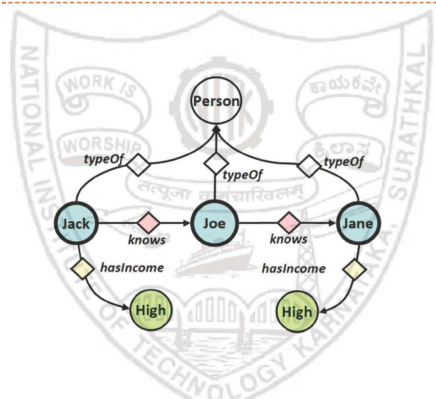 Person
WORK IS
WORSHIP
ಕಾಯಕವೇ
ಕೈಲಾಸ
typeOf
typeOf
typeOf
Jack
knows
Joe
knows
Jane
hasIncome
hasIncome
High
High
NATIONAL INSTITUTE OF TECHNOLOGY KARNATAKA, SURATHKAL